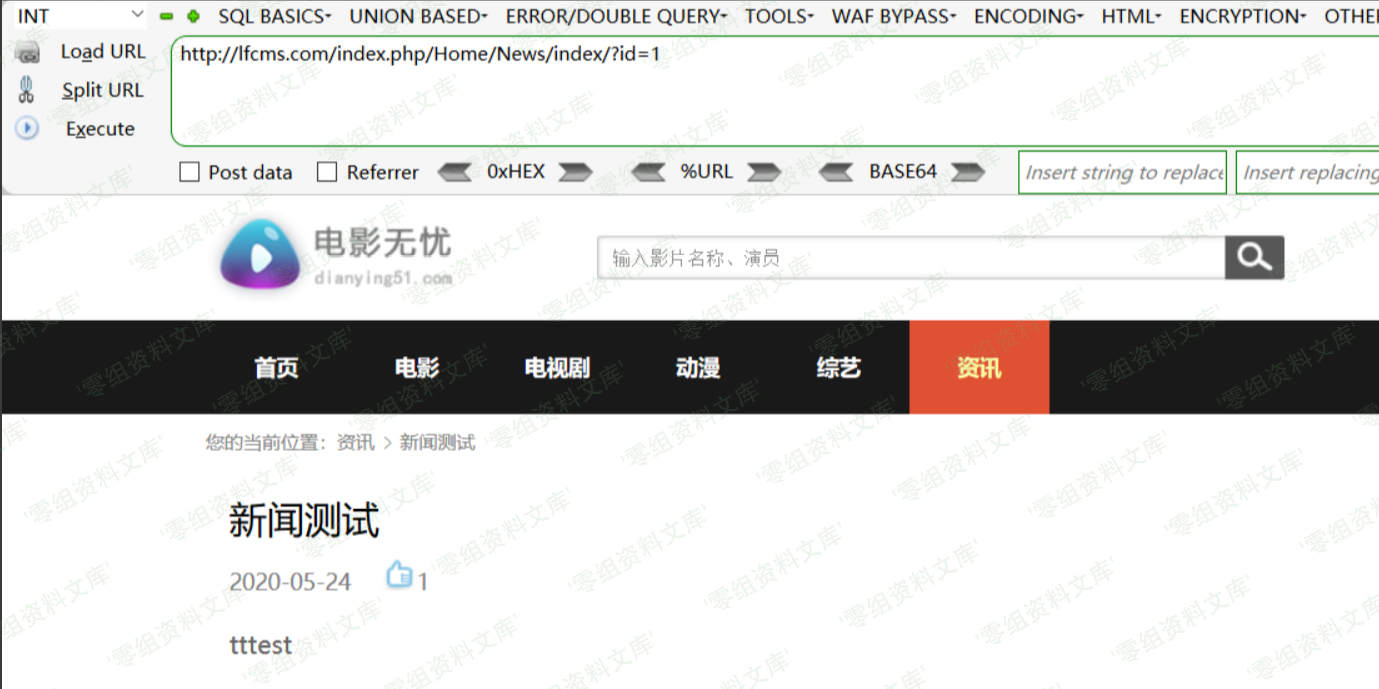 INT SQL BASICS UNION BASED ERROR/DOUBLE QUERY TOOLS WAF BYPASS ENCODING HTML ENCRYPTION OTHE
Load URL
http://lfcms.com/index.php/Home/News/index/?id=1
Split URL
Execute
Post data Referrer 0xHEX %URL BASE64 Insert string to replace Insert replacing
电影无忧
dianying51.com
输入影片名称、演员
首页 电影 电视剧 动漫 综艺 资讯
您的当前位置：资讯 > 新闻测试
新闻测试
2020-05-24 1
tttest
'零组资料文库'